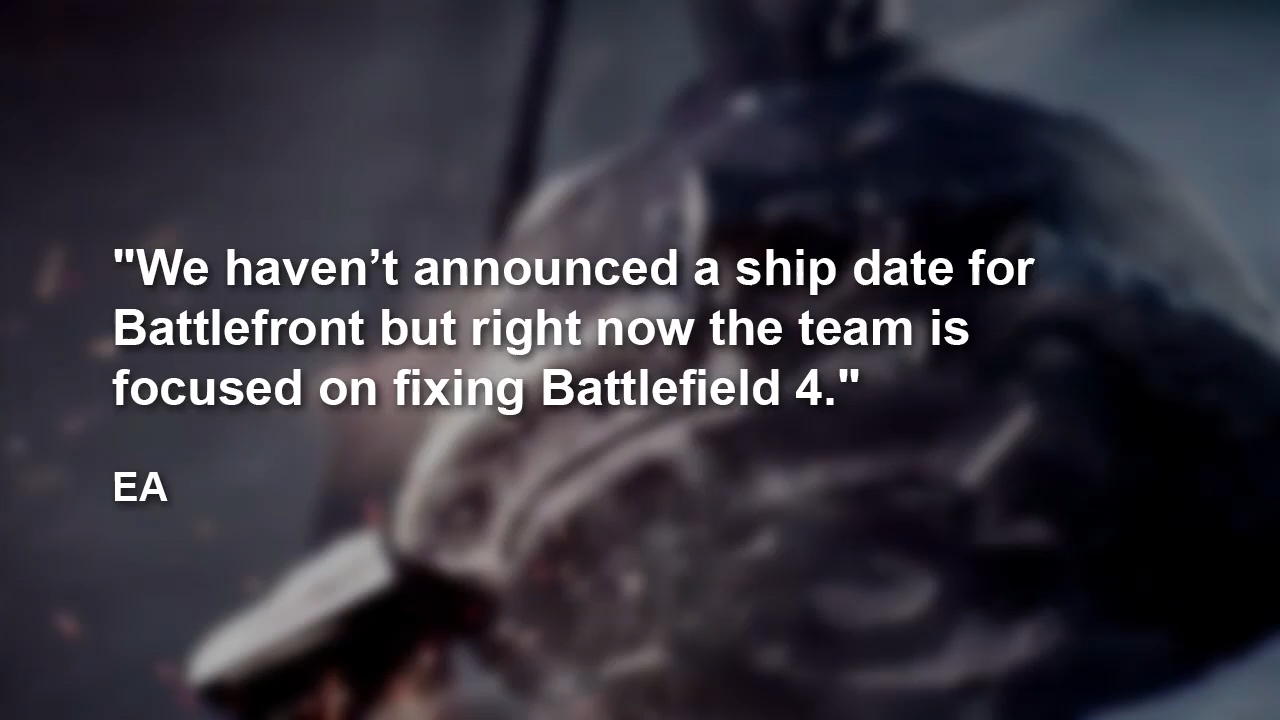 "We haven’t announced a ship date for
Battlefront but right now the team is
focused on fixing Battlefield 4."
EA